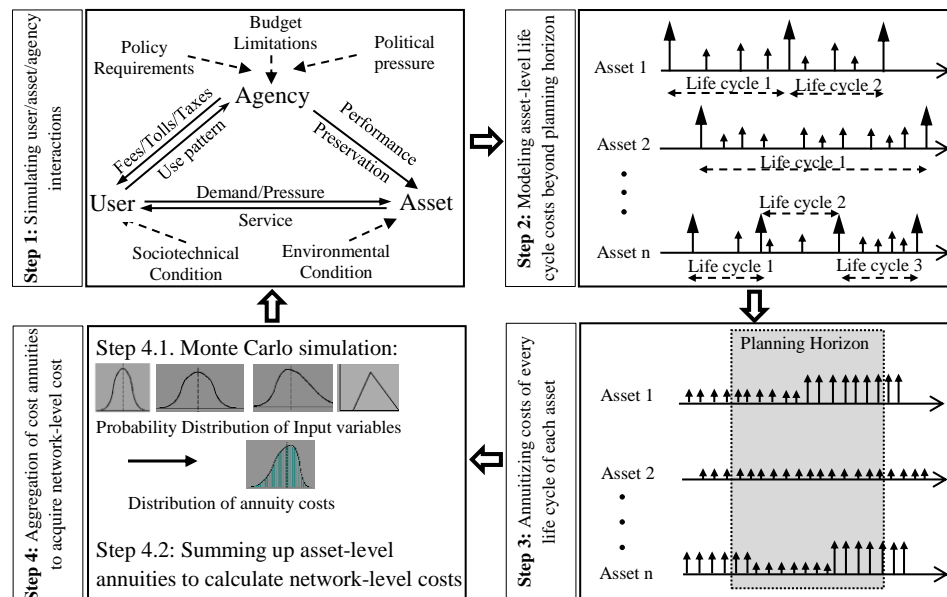 Step 1: Simulating user/asset/agency
interactions
Budget
Limitations
Policy
Requirements
Political
pressure
Agency
Fees/Tolls/Taxes
Use pattern
Performance
Preservation
User
Demand/Pressure
Service
Asset
Sociotechnical
Condition
Environmental
Condition
Step 2: Modeling asset-level life
cycle costs beyond planning horizon
Asset 1
Life cycle 1
Life cycle 2
Asset 2
Life cycle 1
Life cycle 2
Asset n
Life cycle 1
Life cycle 3
Step 3: Annuitizing costs of every
life cycle of each asset
Planning Horizon
Asset 1
Asset 2
Asset n
Step 4: Aggregation of cost annuities
to acquire network-level cost
Step 4.1. Monte Carlo simulation:
Probability Distribution of Input variables
Distribution of annuity costs
Step 4.2: Summing up asset-level
annuities to calculate network-level costs